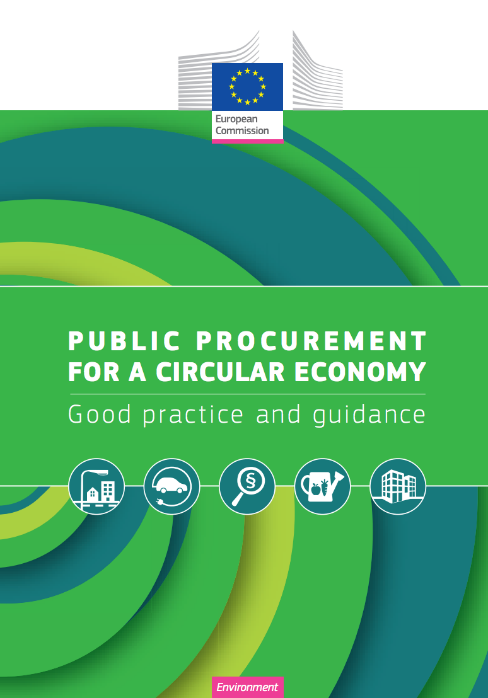 European
Commission
PUBLIC PROCUREMENT
FOR A CIRCULAR ECONOMY
Good practice and guidance
§
Environment